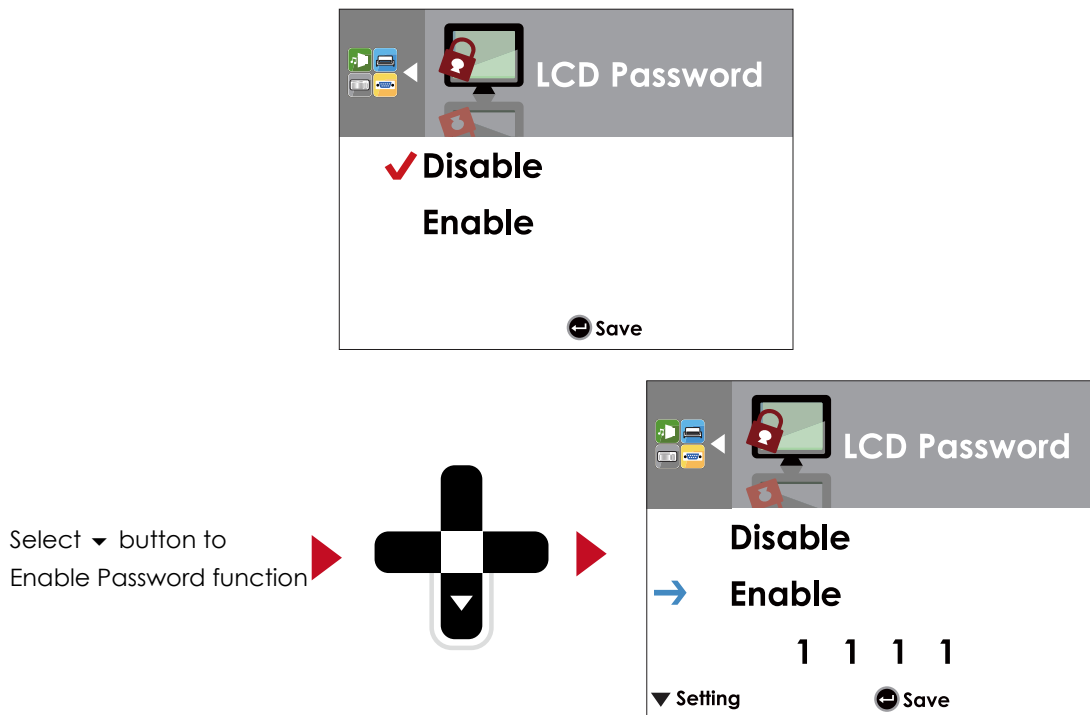 LCD Password
Disable
Enable
Save
Select ▾ button to
Enable Password function
LCD Password
Disable
Enable
1 1 1 1
▼ Setting
Save